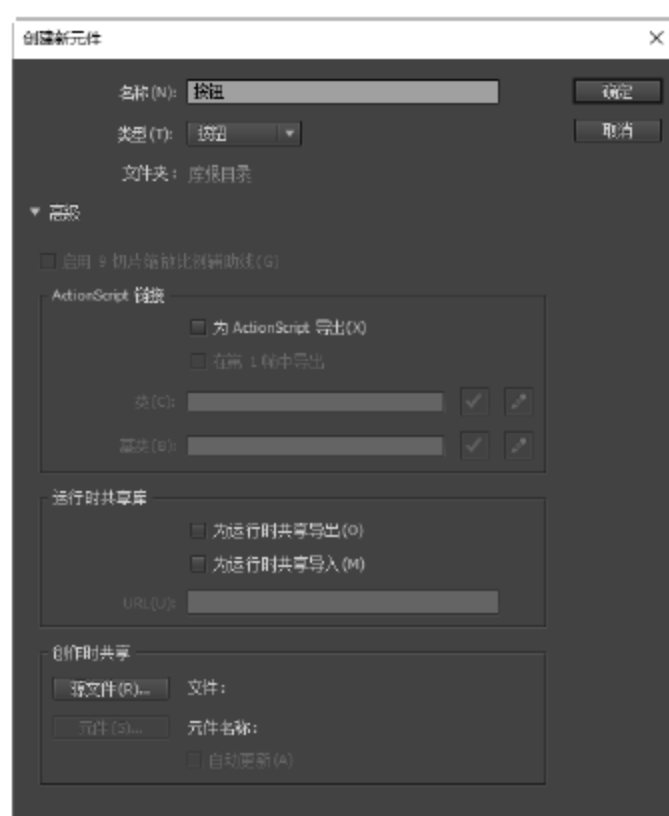 创建新元件
名称(N): 按钮 确定
类型(T): 按钮 取消
文件夹: 库根目录
高级
启用 9 切片缩放比例辅助线(G)
ActionScript 链接
为 ActionScript 导出(X)
在第 1 帧中导出
类(C):
基类(B):
运行时共享库
为运行时共享导出(O)
为运行时共享导入(M)
URL(U):
创作时共享
源文件(R)... 文件:
元件(S)... 元件名称:
自动更新(A)